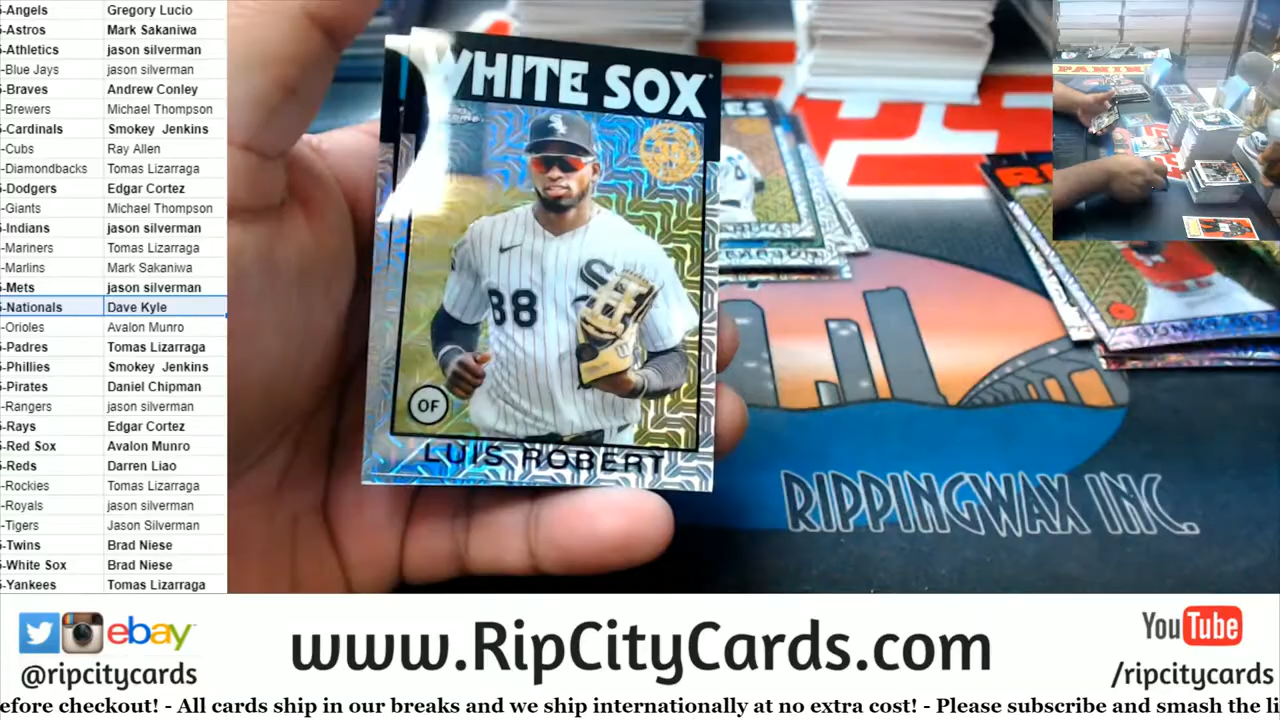 -Angels Gregory Lucio
-Astros Mark Sakaniwa
-Athletics jason silverman
-Blue Jays jason silverman
-Braves Andrew Conley
-Brewers Michael Thompson
-Cardinals Smokey Jenkins
-Cubs Ray Allen
-Diamondbacks Tomas Lizarraga
-Dodgers Edgar Cortez
-Giants Michael Thompson
-Indians jason silverman
-Mariners Tomas Lizarraga
-Marlins Mark Sakaniwa
-Mets jason silverman
-Nationals Dave Kyle
-Orioles Avalon Munro
-Padres Tomas Lizarraga
-Phillies Smokey Jenkins
-Pirates Daniel Chipman
-Rangers jason silverman
-Rays Edgar Cortez
-Red Sox Avalon Munro
-Reds Darren Liao
-Rockies Tomas Lizarraga
-Royals jason silverman
-Tigers Jason Silverman
-Twins Brad Niese
-White Sox Brad Niese
-Yankees Tomas Lizarraga
WHITE SOX
88
OF
LUIS ROBERT
PANINI
RIPPINGWAX INC.
ebay
@ripcitycards
www.RipCityCards.com
YouTube
/ripcitycards
efore checkout! - All cards ship in our breaks and we ship internationally at no extra cost! - Please subscribe and smash the li